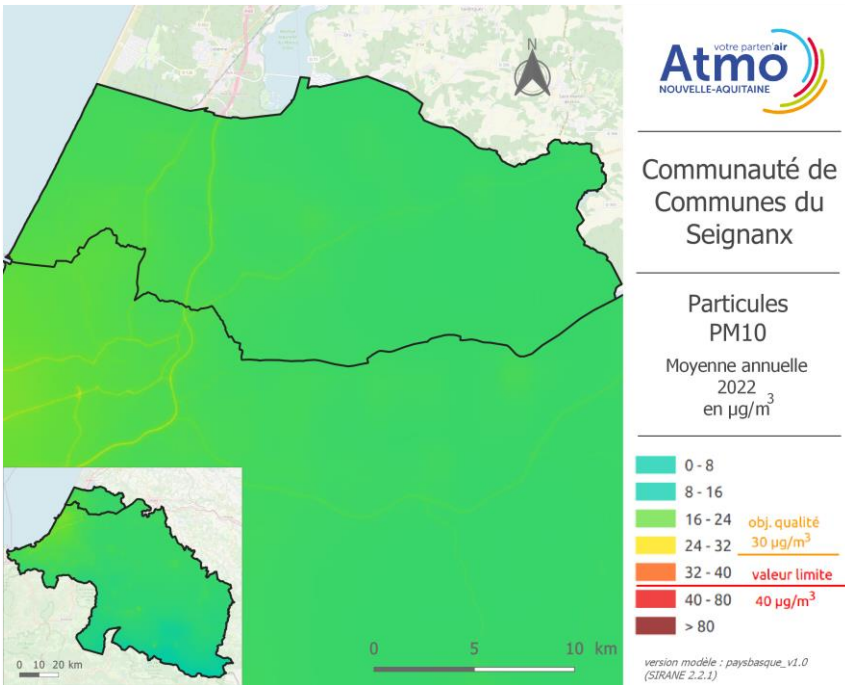 N
0 5 10 km
0 10 20 km
votre parten'air
Atmo
NOUVELLE-AQUITAINE
Communauté de
Communes du
Seignanx
Particules
PM10
Moyenne annuelle
2022
en µg/m³
0 - 8
8 - 16
16 - 24
24 - 32
32 - 40
40 - 80
> 80
obj. qualité
30 µg/m³
valeur limite
40 µg/m³
version modèle : paysbasque_v1.0
(SIRANE 2.2.1)